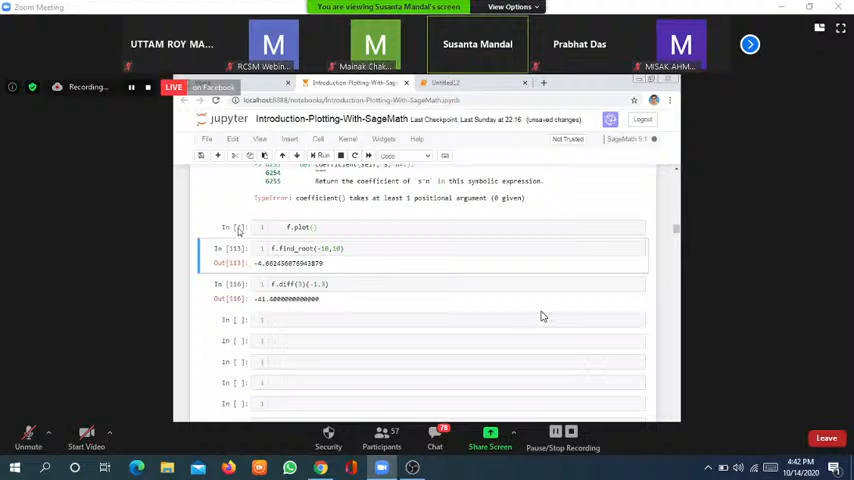 Zoom Meeting
You are viewing Susanta Mandal's screen
View Options
UTTAM ROY MA...
RCSM Webin...
Mainak Chak...
Susanta Mandal
Prabhat Das
MISAK AHM...
M
M
Recording...
LIVE on Facebook
Introduction-Plotting-With-Sage
Untitled12
localhost:8888/notebooks/Introduction-Plotting-With-SageMath.ipynb
jupyter Introduction-Plotting-With-SageMath Last Checkpoint: Last Sunday at 22:16 (unsaved changes)
Logout
File Edit View Insert Cell Kernel Widgets Help
Not Trusted
SageMath 9.1
Run
Code
6254
6255 Return the coefficient of `s^n` in this symbolic expression.
TypeError: coefficient() takes at least 1 positional argument (0 given)
1 f.plot()
In [113]: 1 f.find_root(-10,10)
Out[113]: -4.662456076943879
In [116]: 1 f.diff(3)(-1.3)
Out[116]: -41.4000000000000
In [ ]: 1
In [ ]: 1
In [ ]: 1
In [ ]: 1
In [ ]: 1
Unmute
Start Video
Security
57
Participants
78
Chat
Share Screen
Pause/Stop Recording
Leave
4:42 PM
10/14/2020